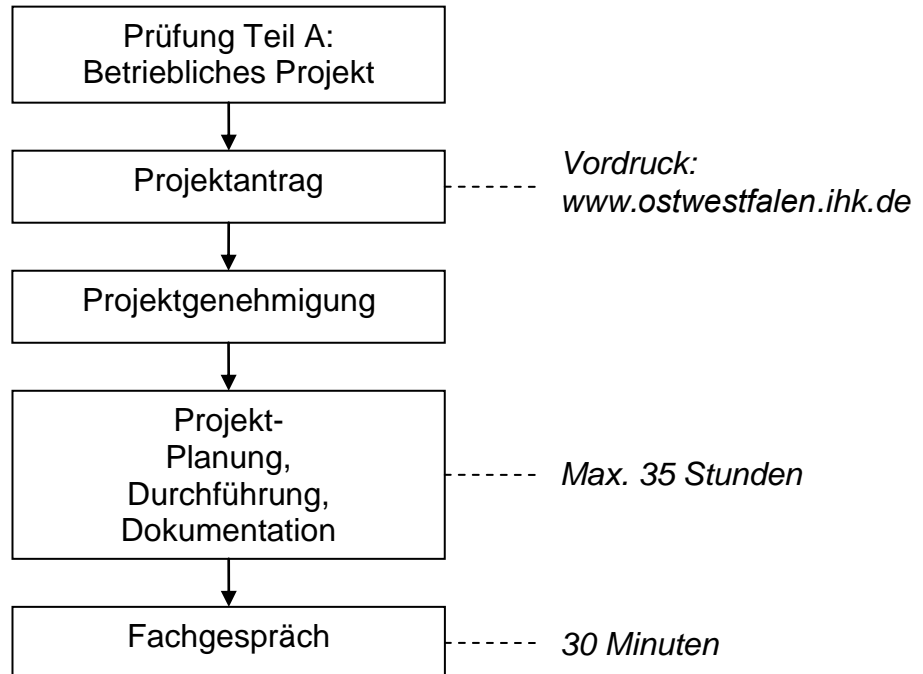 Prüfung Teil A:
Betriebliches Projekt
Projektantrag
Vordruck:
www.ostwestfalen.ihk.de
Projektgenehmigung
Projekt-
Planung,
Durchführung,
Dokumentation
Max. 35 Stunden
Fachgespräch
30 Minuten